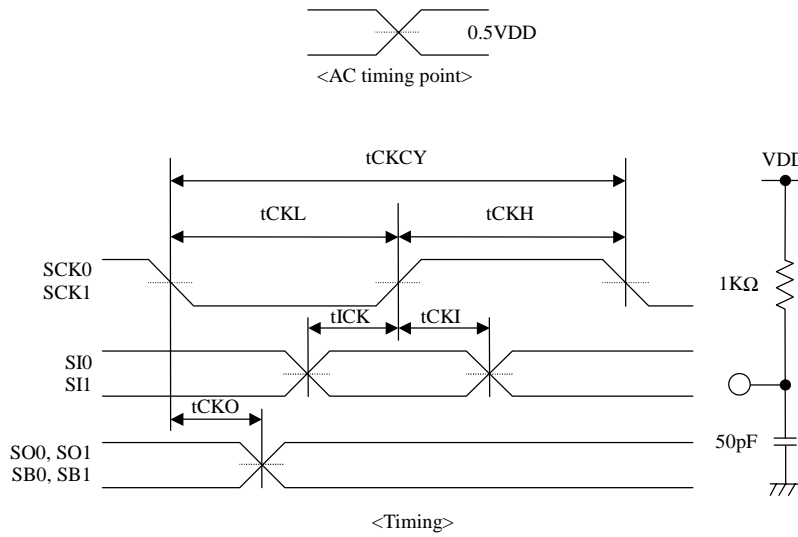 0.5VDD
<AC timing point>
tCKCY
VDD
tCKL
tCKH
SCK0
SCK1
1KΩ
tICK
tCKI
SI0
SI1
tCKO
SO0, SO1
SB0, SB1
50pF
<Timing>